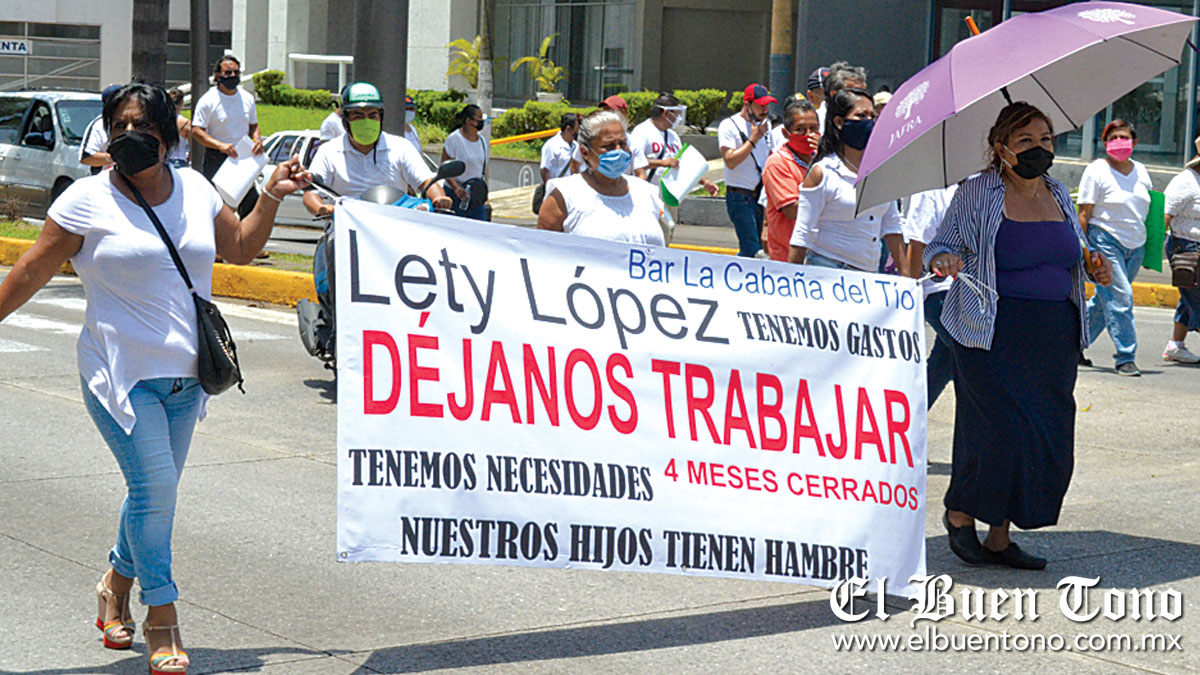 ENTA
JAFRA
Bar La Cabaña del Tío
Lety López
TENEMOS GASTOS
DÉJANOS TRABAJAR
TENEMOS NECESIDADES
4 MESES CERRADOS
NUESTROS HIJOS TIENEN HAMBRE
El Buen Tono
www.elbuentono.com.mx